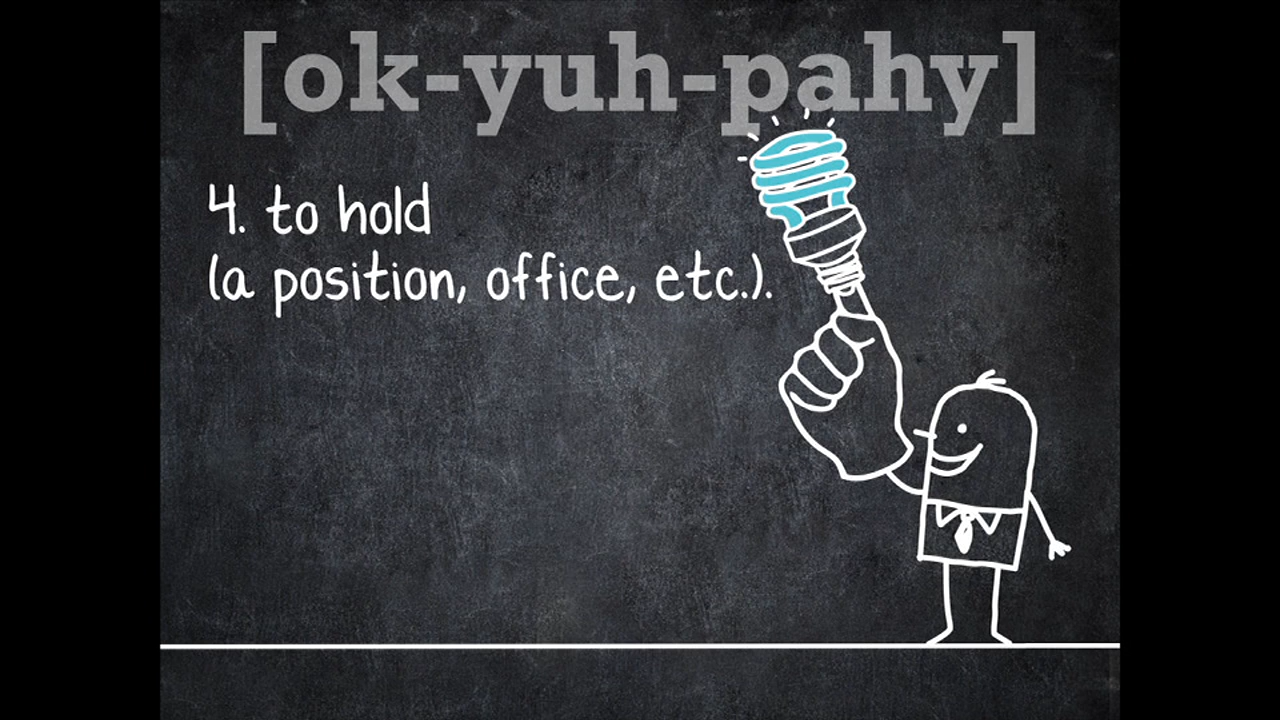 [ok-yuh-pahy]
4. to hold
(a position, office, etc.).